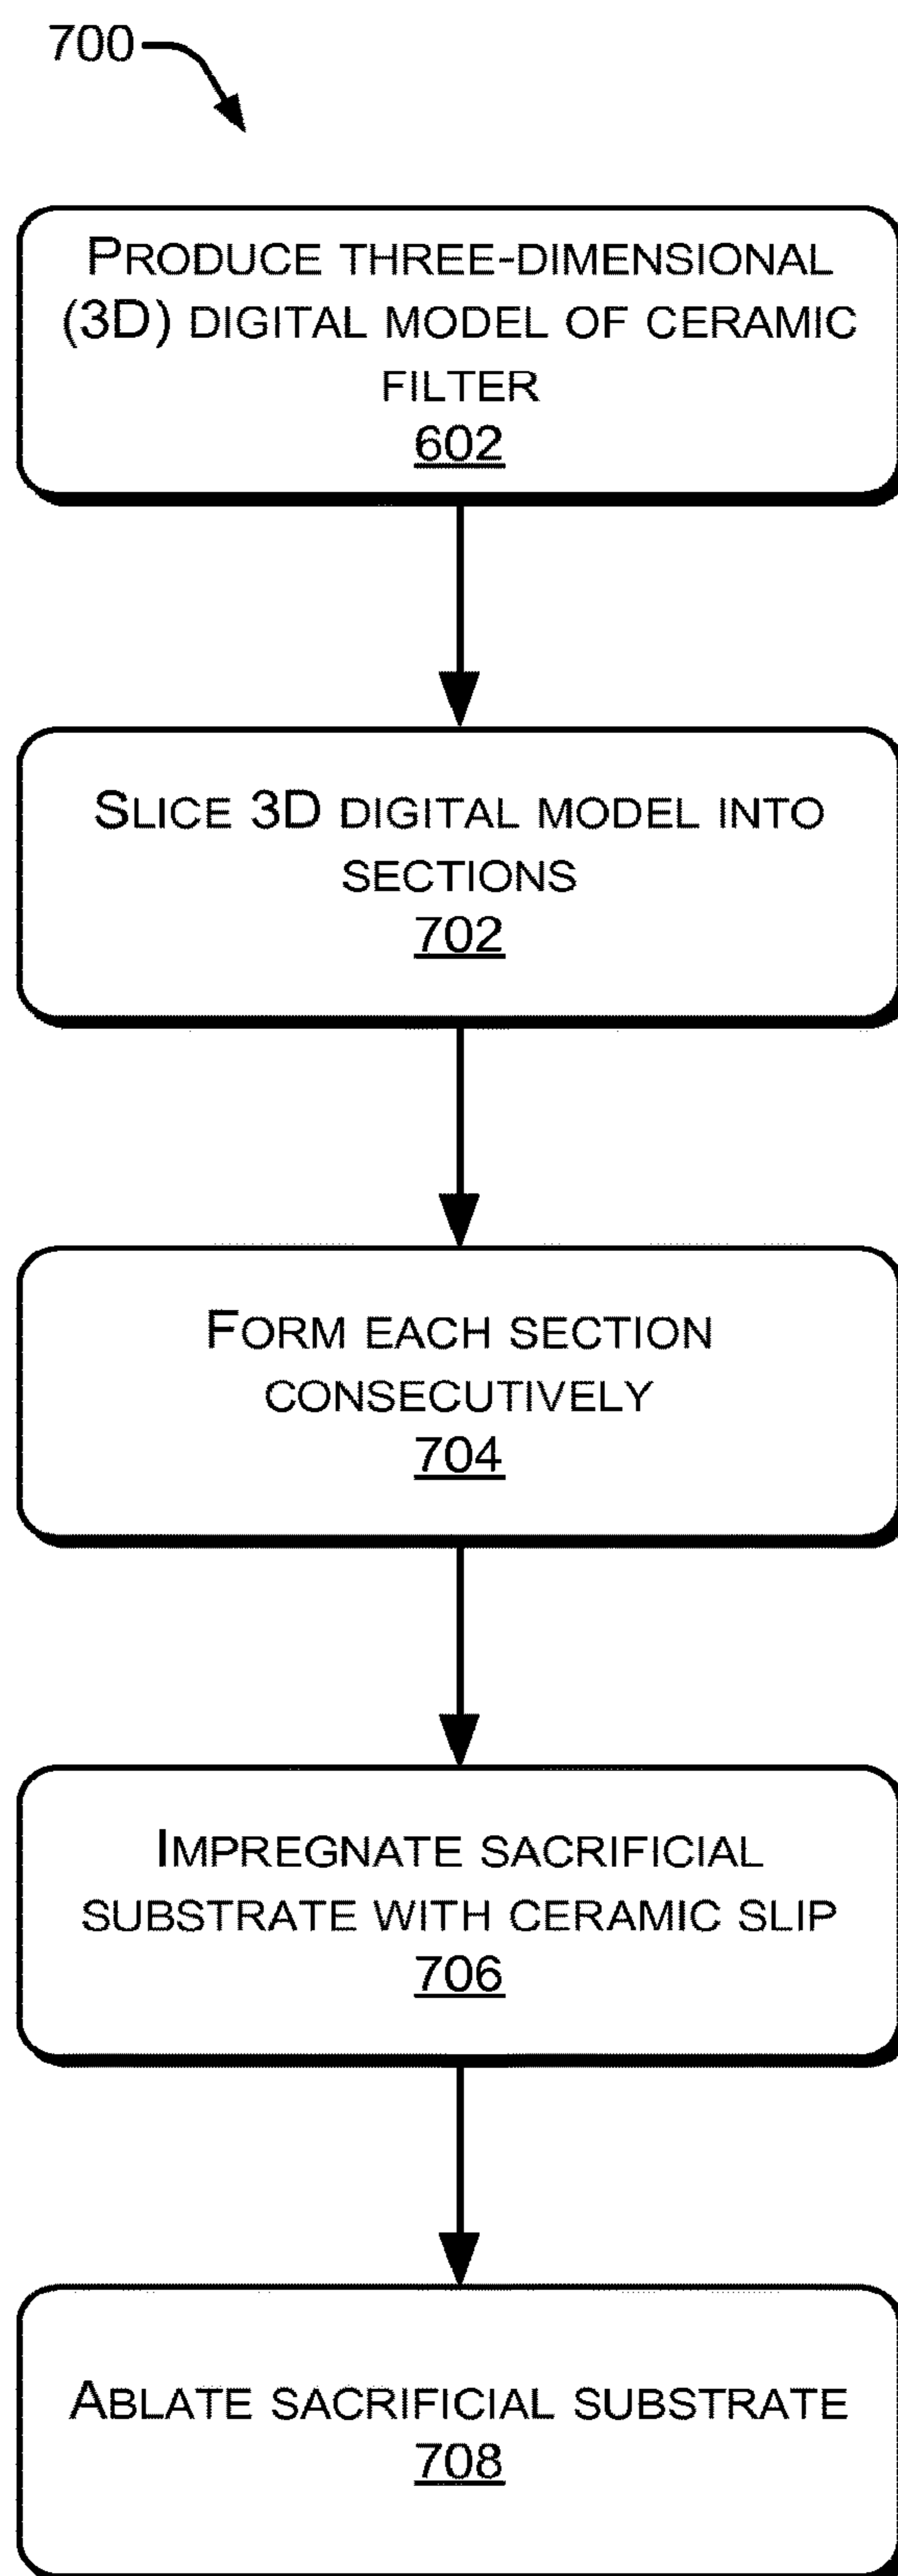 700
PRODUCE THREE-DIMENSIONAL
(3D) DIGITAL MODEL OF CERAMIC
FILTER
602
SLICE 3D DIGITAL MODEL INTO
SECTIONS
702
FORM EACH SECTION
CONSECUTIVELY
704
IMPREGNATE SACRIFICIAL
SUBSTRATE WITH CERAMIC SLIP
706
ABLATE SACRIFICIAL SUBSTRATE
708